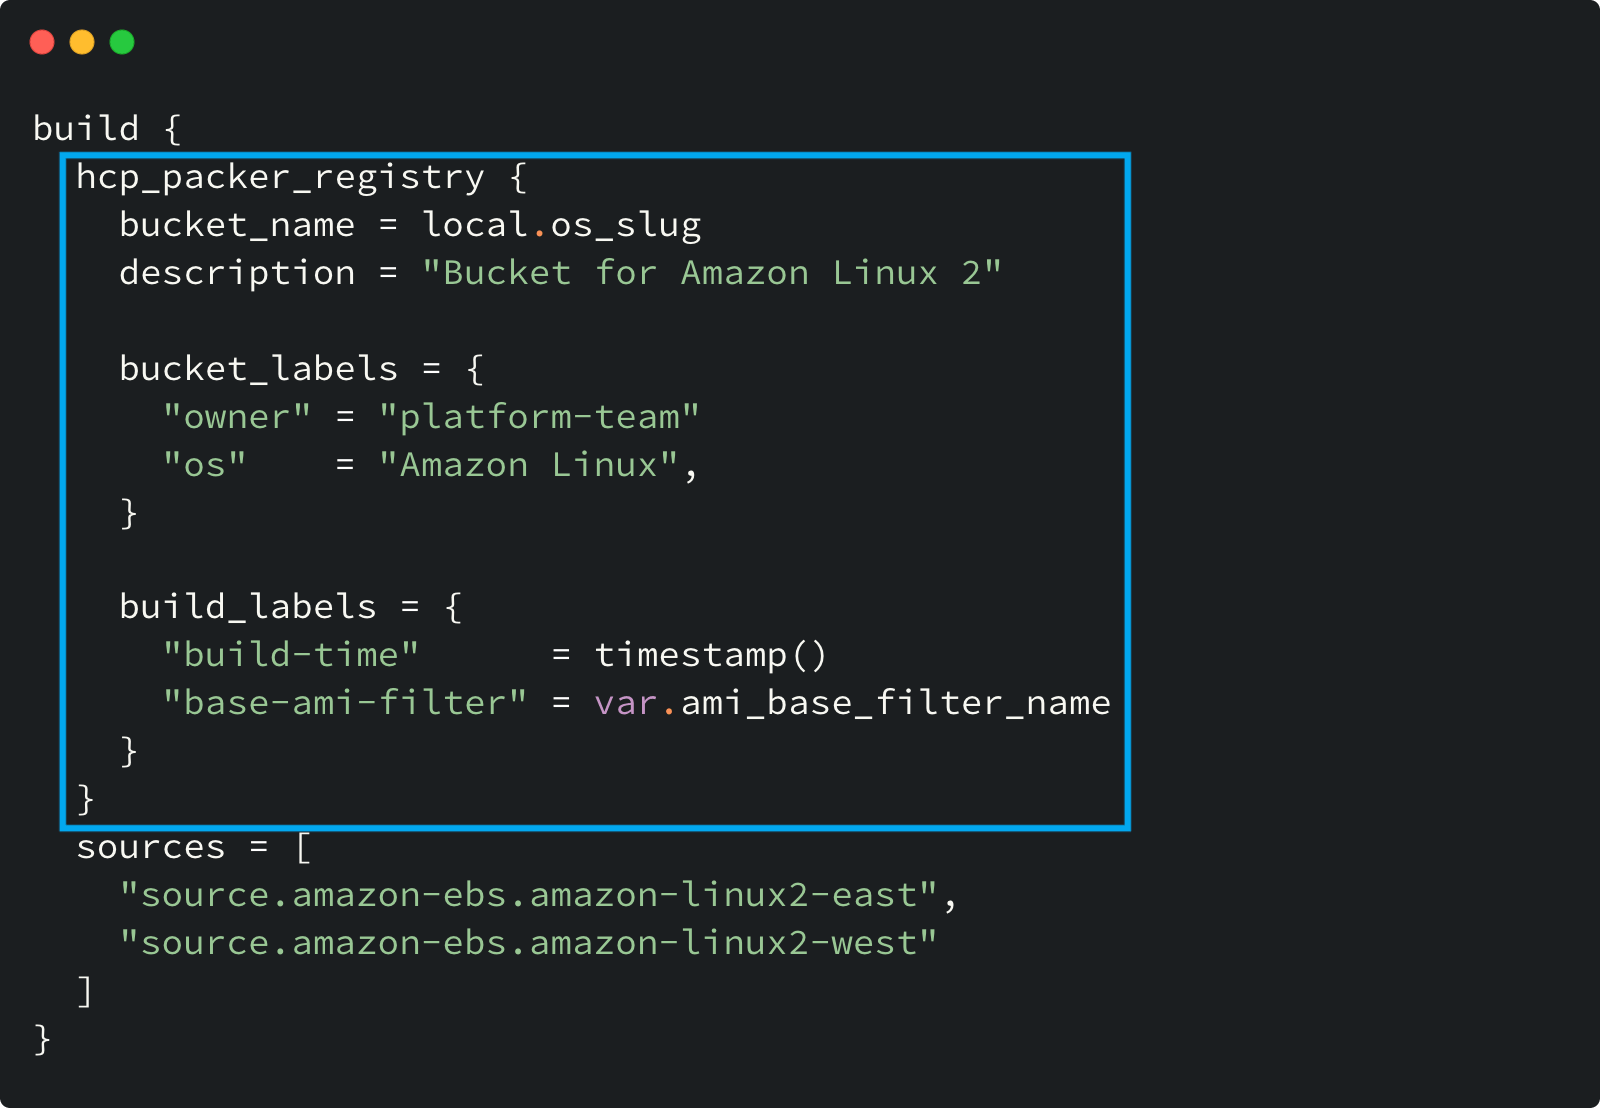 build {
  hcp_packer_registry {
    bucket_name = local.os_slug
    description = "Bucket for Amazon Linux 2"

    bucket_labels = {
      "owner" = "platform-team"
      "os"    = "Amazon Linux",
    }

    build_labels = {
      "build-time"      = timestamp()
      "base-ami-filter" = var.ami_base_filter_name
    }
  }
  sources = [
    "source.amazon-ebs.amazon-linux2-east",
    "source.amazon-ebs.amazon-linux2-west"
  ]
}